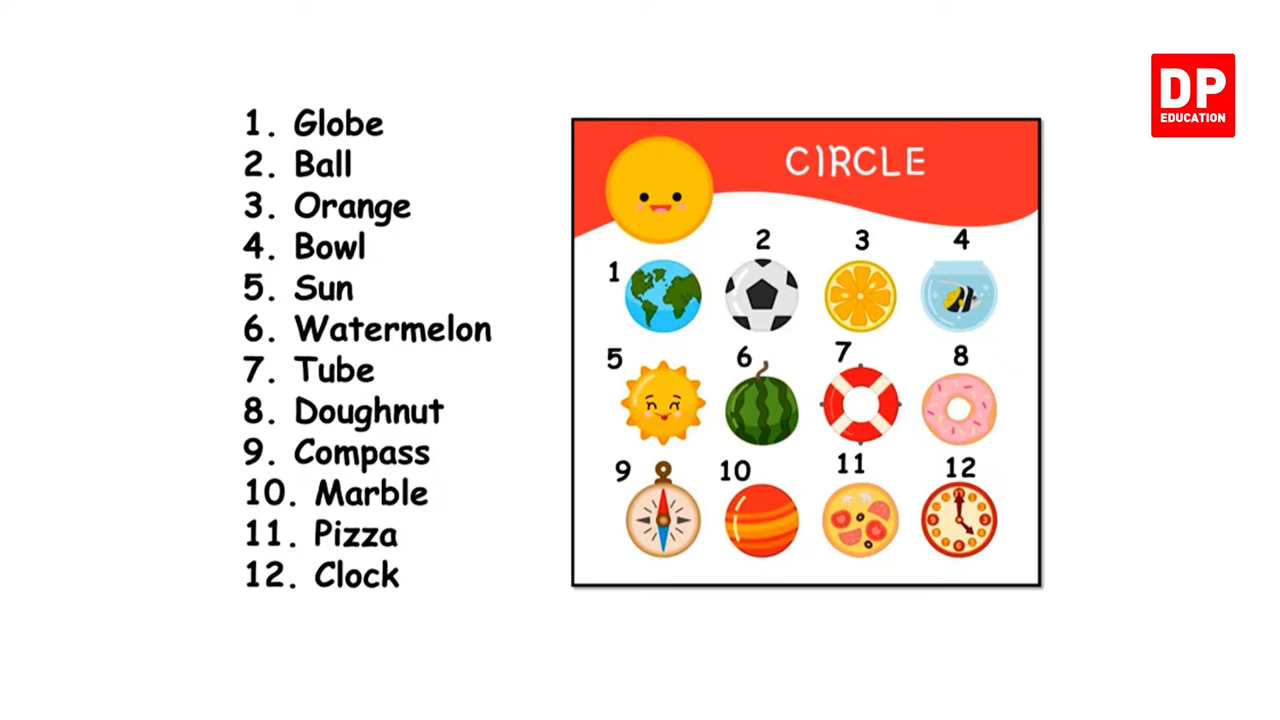 DP
EDUCATION
1. Globe
2. Ball
3. Orange
4. Bowl
5. Sun
6. Watermelon
7. Tube
8. Doughnut
9. Compass
10. Marble
11. Pizza
12. Clock
CIRCLE
1 2 3 4
5 6 7 8
9 10 11 12